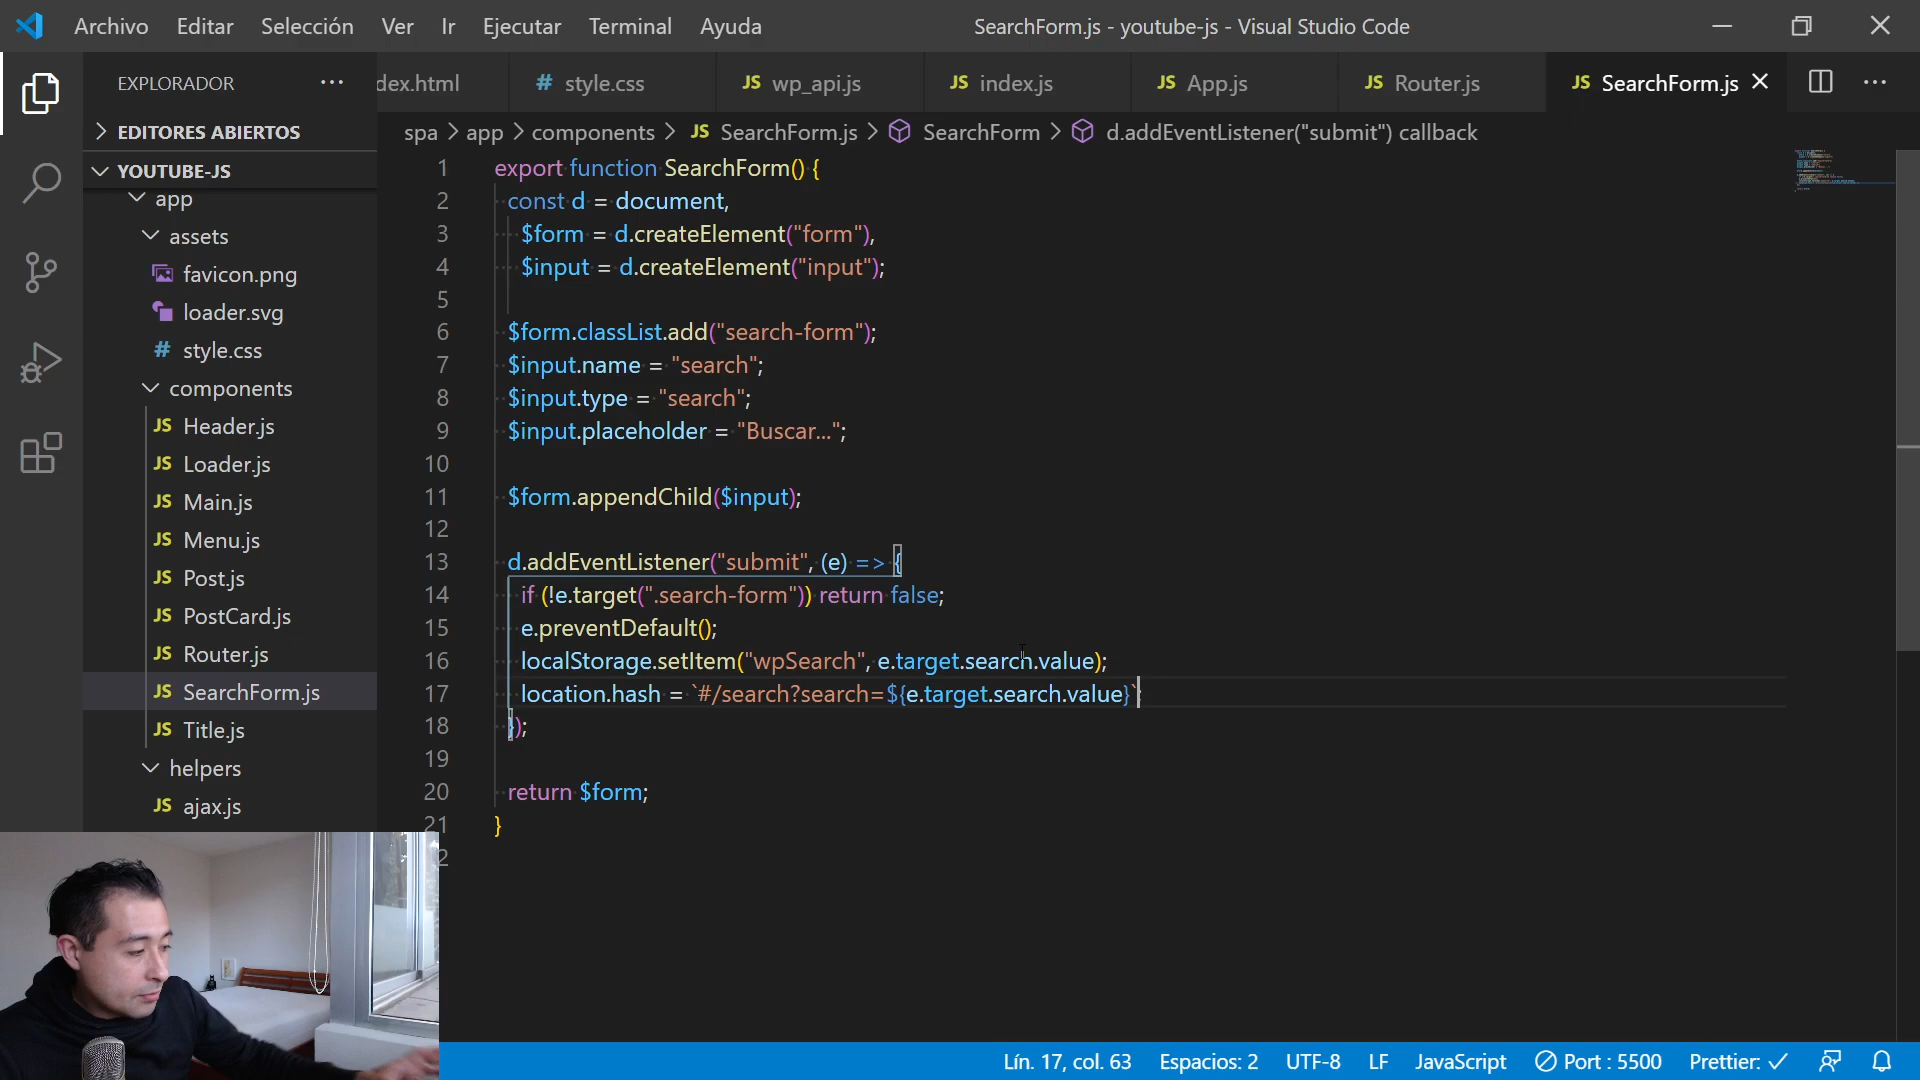 Archivo Editar Selección Ver Ir Ejecutar Terminal Ayuda SearchForm.js - youtube-js - Visual Studio Code
EXPLORADOR
dex.html # style.css JS wp_api.js JS index.js JS App.js JS Router.js JS SearchForm.js
EDITORES ABIERTOS
YOUTUBE-JS
app
assets
favicon.png
loader.svg
# style.css
components
JS Header.js
JS Loader.js
JS Main.js
JS Menu.js
JS Post.js
JS PostCard.js
JS Router.js
JS SearchForm.js
JS Title.js
helpers
JS ajax.js
spa > app > components > JS SearchForm.js > SearchForm > d.addEventListener("submit") callback
1 export function SearchForm() {
2 const d = document,
3 $form = d.createElement("form"),
4 $input = d.createElement("input");
5
6 $form.classList.add("search-form");
7 $input.name = "search";
8 $input.type = "search";
9 $input.placeholder = "Buscar...";
10
11 $form.appendChild($input);
12
13 d.addEventListener("submit", (e) => {
14 if (!e.target(".search-form")) return false;
15 e.preventDefault();
16 localStorage.setItem("wpSearch", e.target.search.value);
17 location.hash = `#/search?search=${e.target.search.value}`;
18 });
19
20 return $form;
21 }
2
Lín. 17, col. 63 Espacios: 2 UTF-8 LF JavaScript Port : 5500 Prettier: ✓